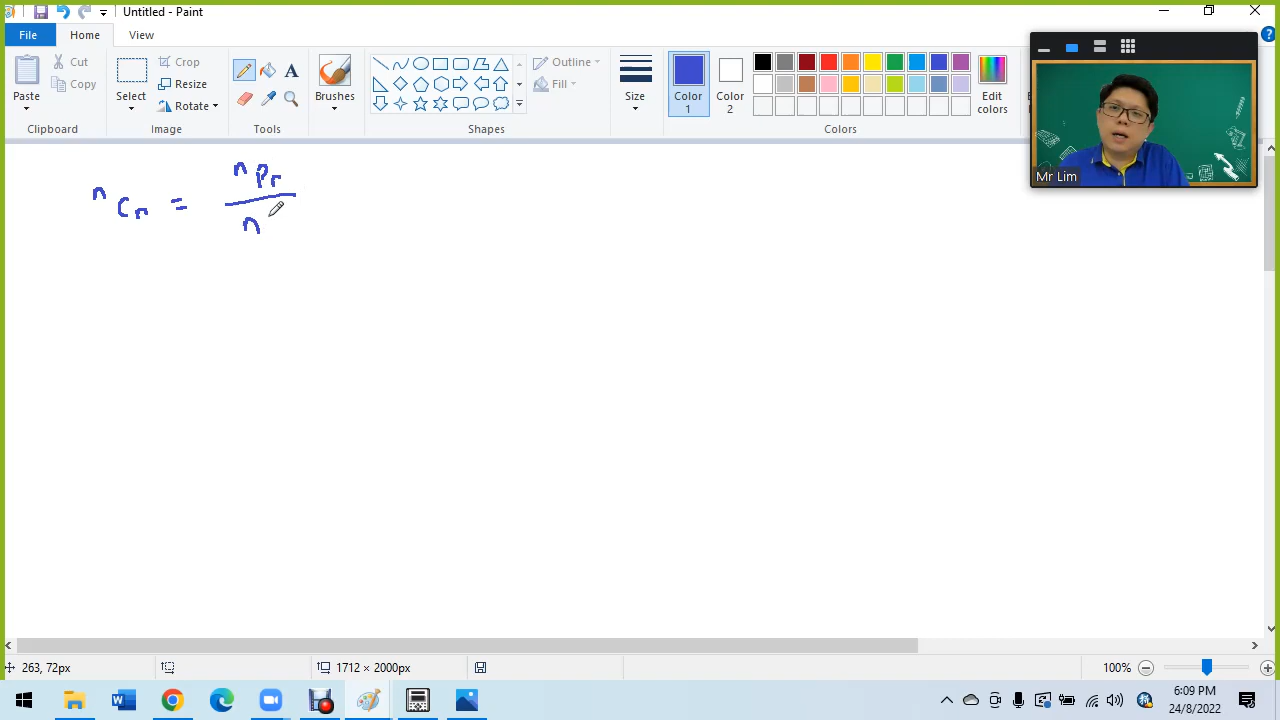 Untitled - Paint
File Home View
Paste
Cut
Copy
Clipboard
Select
Crop
Resize
Rotate
Image
A
Tools
Brushes
Outline
Fill
Shapes
Size
Color 1
Color 2
Edit colors
Colors
?
Mr Lim
n P r
n C n =
n
263, 72px
1712 × 2000px
100%
W
6:09 PM
24/8/2022